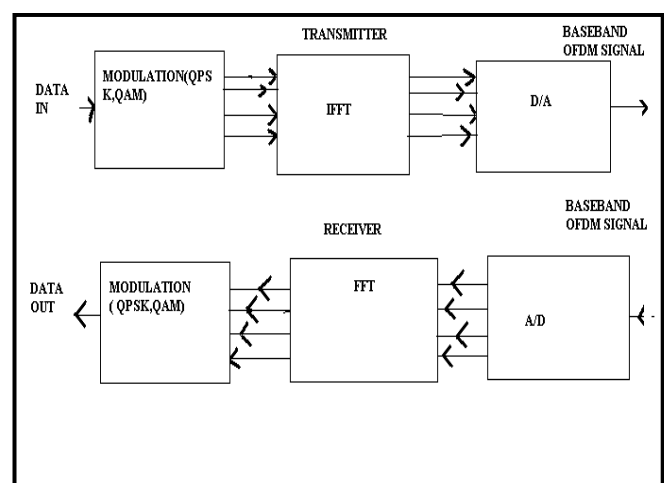 TRANSMITTER
BASEBAND
OFDM SIGNAL
DATA
IN
MODULATION(QPS
K,QAM)
IFFT
D/A
BASEBAND
OFDM SIGNAL
RECEIVER
DATA
OUT
MODULATION
( QPSK,QAM)
FFT
A/D